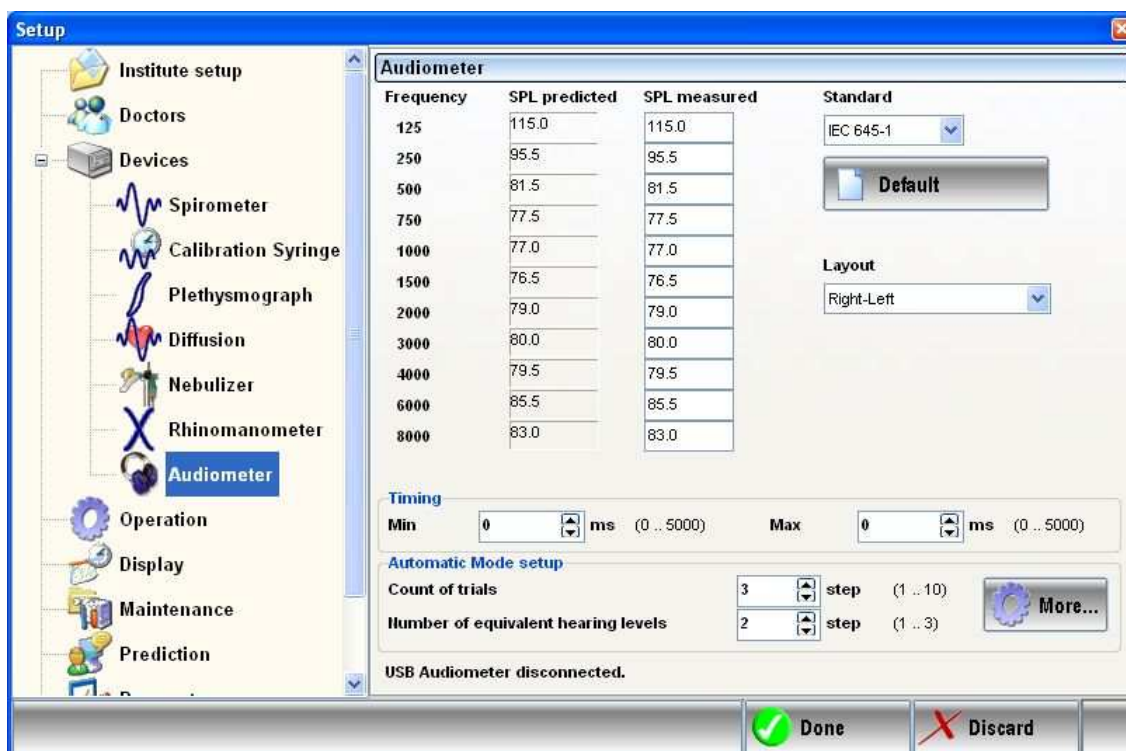 Setup
Institute setup
Doctors
Devices
Spirometer
Calibration Syringe
Plethysmograph
Diffusion
Nebulizer
Rhinomanometer
Audiometer
Operation
Display
Maintenance
Prediction
Audiometer
Frequency SPL predicted SPL measured Standard
125 115.0 115.0 IEC 645-1
250 95.5 95.5
500 81.5 81.5 Default
750 77.5 77.5
1000 77.0 77.0
Layout
1500 76.5 76.5
Right-Left
2000 79.0 79.0
3000 80.0 80.0
4000 79.5 79.5
6000 85.5 85.5
8000 83.0 83.0
Timing
Min 0 ms (0 .. 5000) Max 0 ms (0 .. 5000)
Automatic Mode setup
Count of trials 3 step (1 .. 10)
More...
Number of equivalent hearing levels 2 step (1 .. 3)
USB Audiometer disconnected.
Done Discard